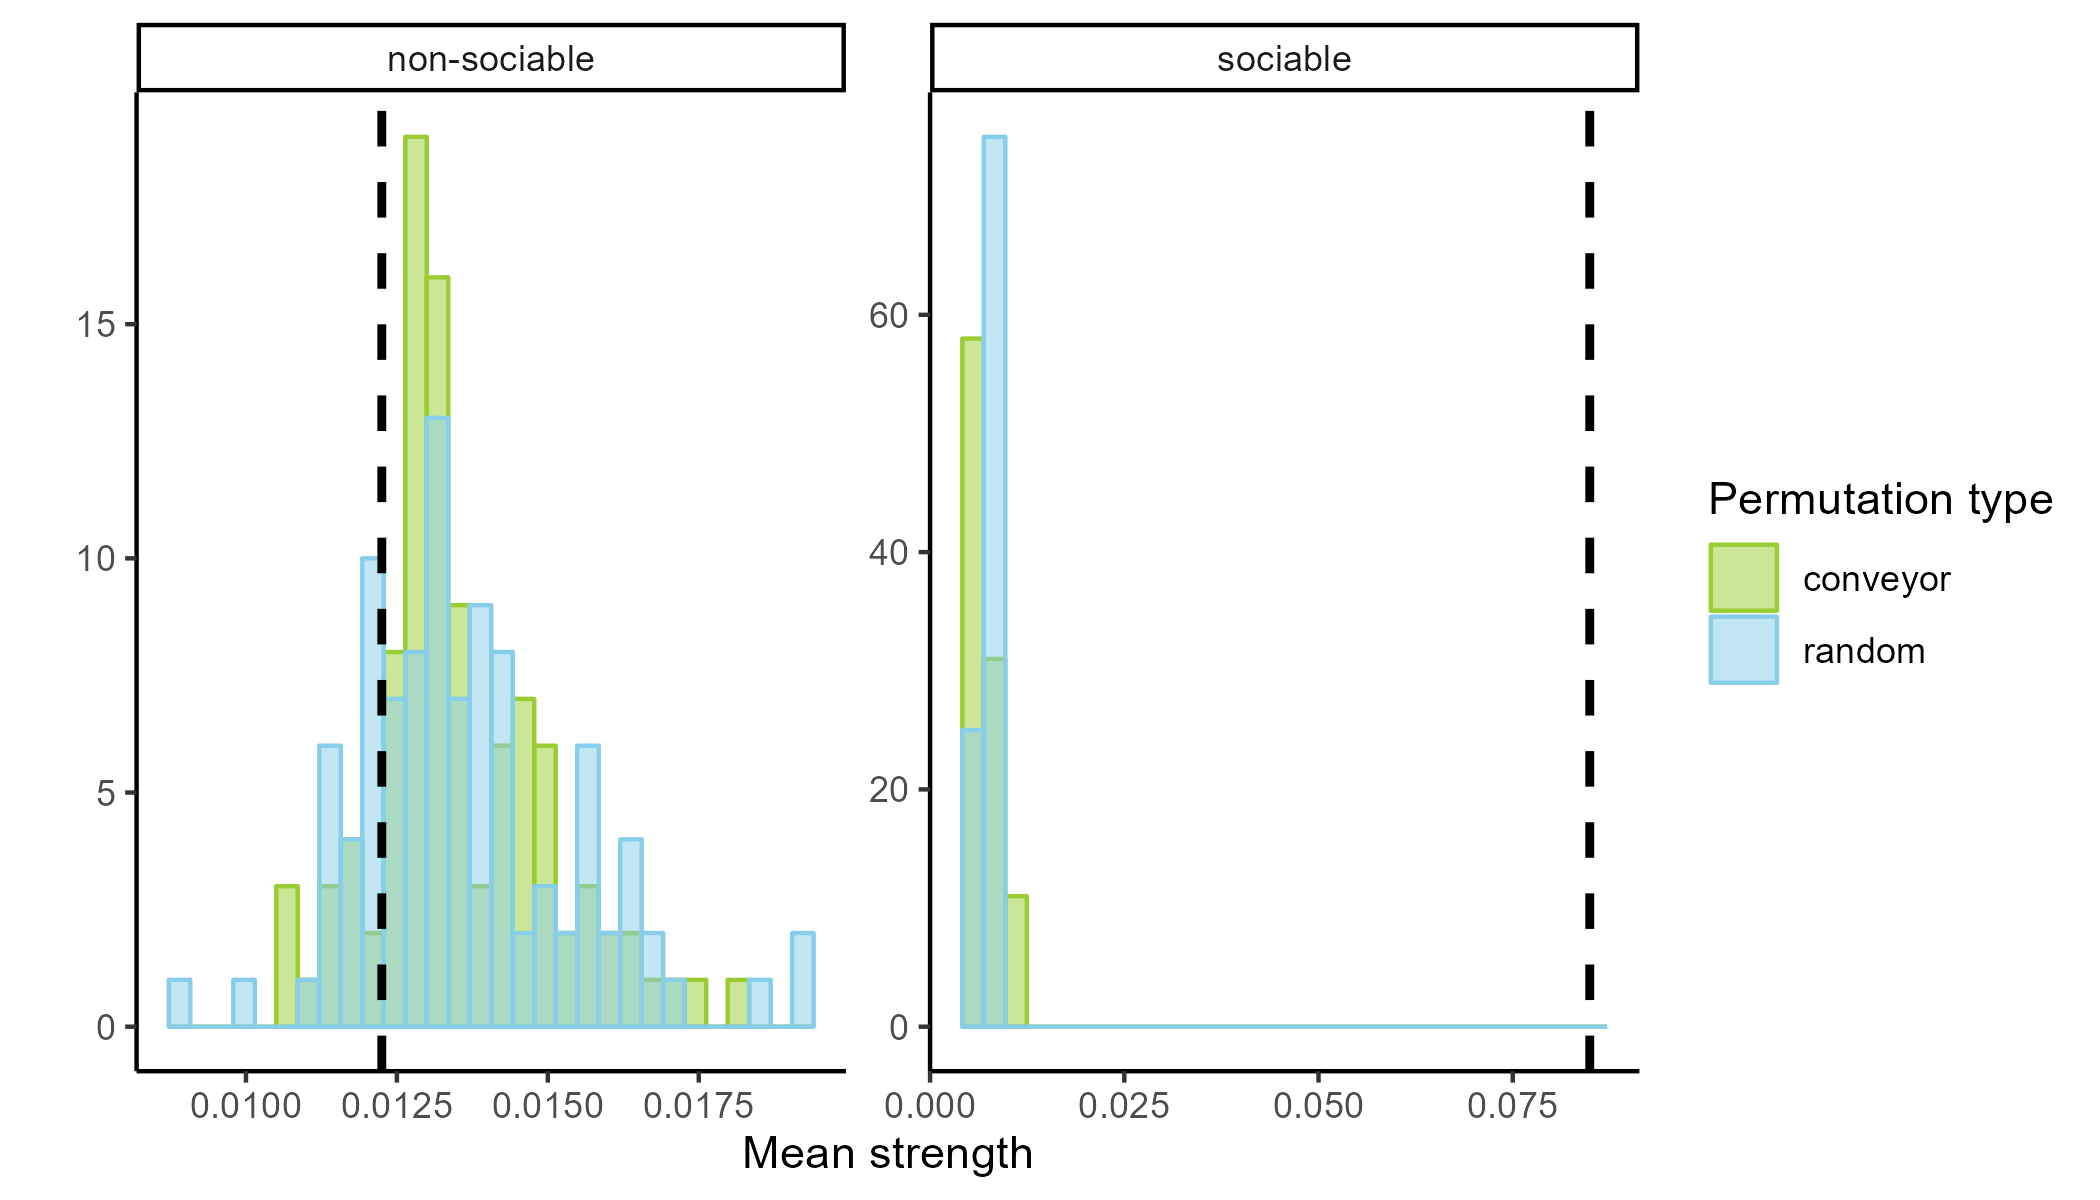 non-sociable
sociable
15
10
5
0
60
40
20
0
0.0100 0.0125 0.0150 0.0175
0.000 0.025 0.050 0.075
Mean strength
Permutation type
conveyor
random